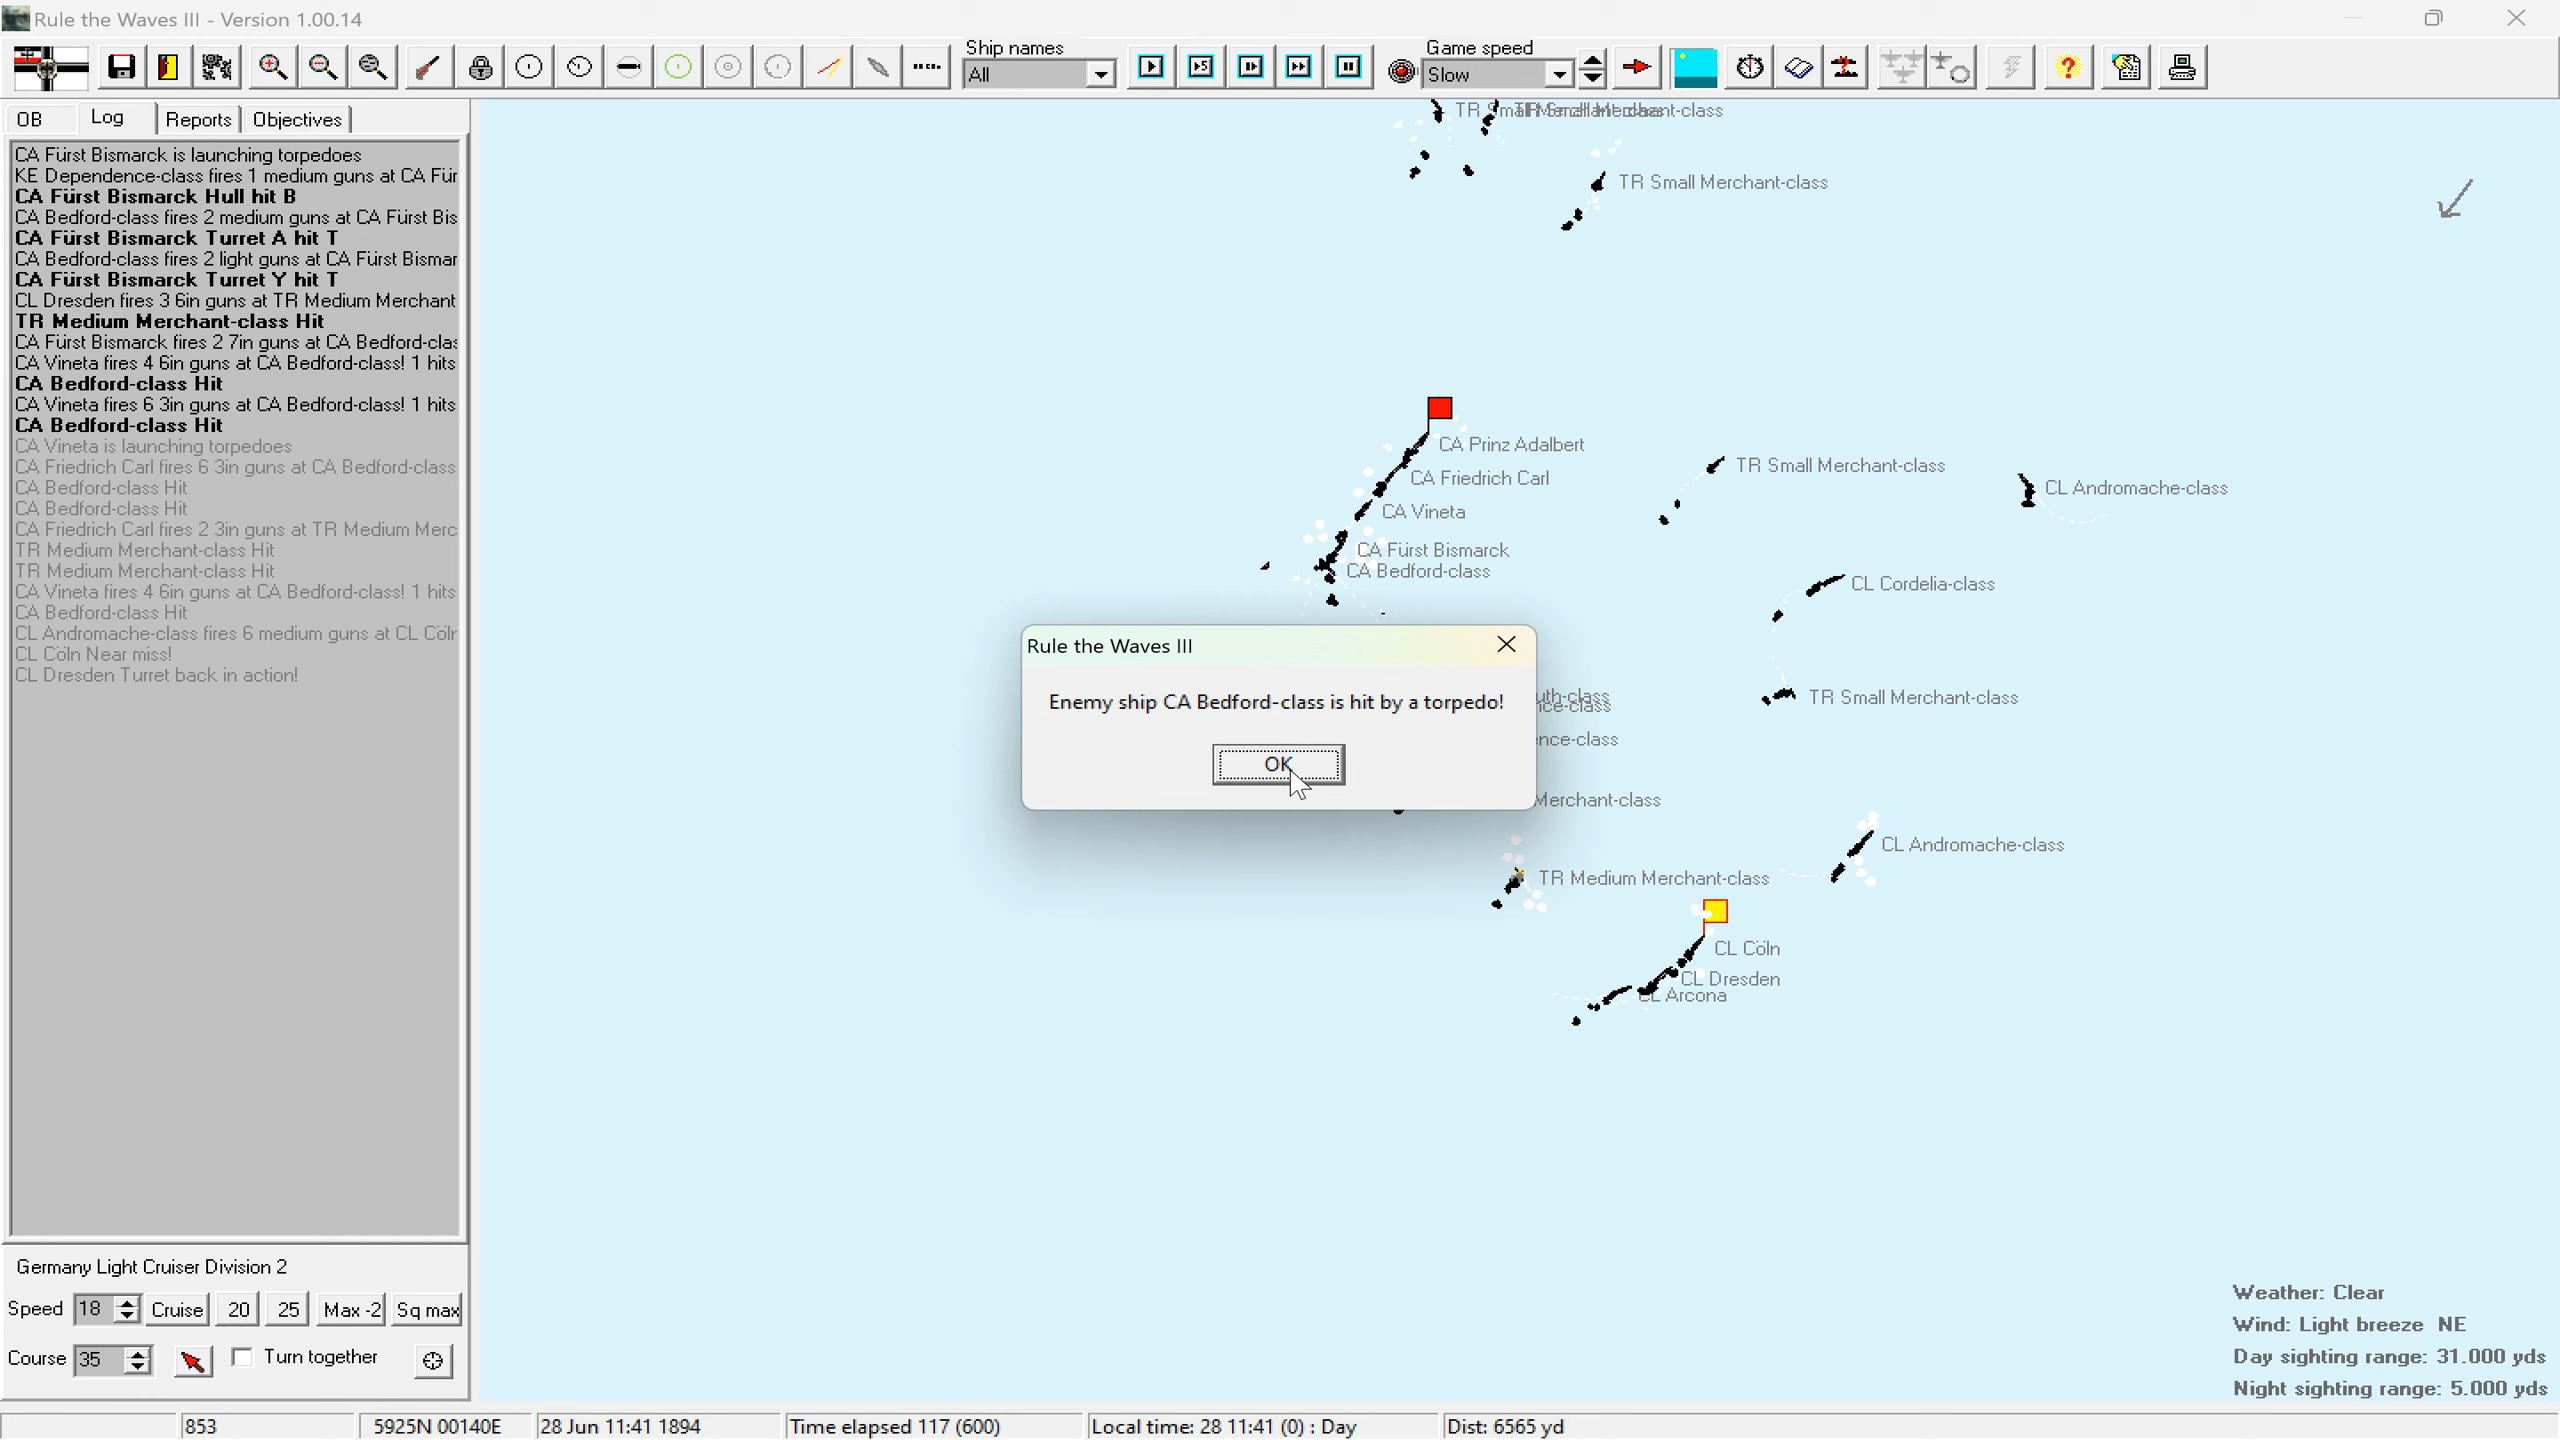 Rule the Waves III - Version 1.00.14
Ship names
All
Game speed
Slow
OB
Log
Reports
Objectives
CA Fürst Bismarck is launching torpedoes
KE Dependence-class fires 1 medium guns at CA Für
CA Fürst Bismarck Hull hit B
CA Bedford-class fires 2 medium guns at CA Fürst Bis
CA Fürst Bismarck Turret A hit T
CA Bedford-class fires 2 light guns at CA Fürst Bismar
CA Fürst Bismarck Turret Y hit T
CL Dresden fires 3 6in guns at TR Medium Merchant
TR Medium Merchant-class Hit
CA Fürst Bismarck fires 2 7in guns at CA Bedford-clas
CA Vineta fires 4 6in guns at CA Bedford-class! 1 hits
CA Bedford-class Hit
CA Vineta fires 6 3in guns at CA Bedford-class! 1 hits
CA Bedford-class Hit
CA Vineta is launching torpedoes
CA Friedrich Carl fires 6 3in guns at CA Bedford-class
CA Bedford-class Hit
CA Bedford-class Hit
CA Friedrich Carl fires 2 3in guns at TR Medium Merc
TR Medium Merchant-class Hit
TR Medium Merchant-class Hit
CA Vineta fires 4 6in guns at CA Bedford-class! 1 hits
CA Bedford-class Hit
CL Andromache-class fires 6 medium guns at CL Cöln
CL Cöln Near miss!
CL Dresden Turret back in action!
TR Small Merchant-class
TR Small Merchant-class
CA Prinz Adalbert
TR Small Merchant-class
CA Friedrich Carl
CL Andromache-class
CA Vineta
CA Fürst Bismarck
CA Bedford-class
CL Cordelia-class
Rule the Waves III
Enemy ship CA Bedford-class is hit by a torpedo!
OK
uth-class
nce-class
TR Small Merchant-class
ence-class
Merchant-class
CL Andromache-class
TR Medium Merchant-class
CL Cöln
CL Dresden
CL Arcona
Germany Light Cruiser Division 2
Speed 18 Cruise 20 25 Max -2 Sq max
Course 35 Turn together
Weather: Clear
Wind: Light breeze NE
Day sighting range: 31.000 yds
Night sighting range: 5.000 yds
853
5925N 00140E
28 Jun 11:41 1894
Time elapsed 117 (600)
Local time: 28 11:41 (0) : Day
Dist: 6565 yd